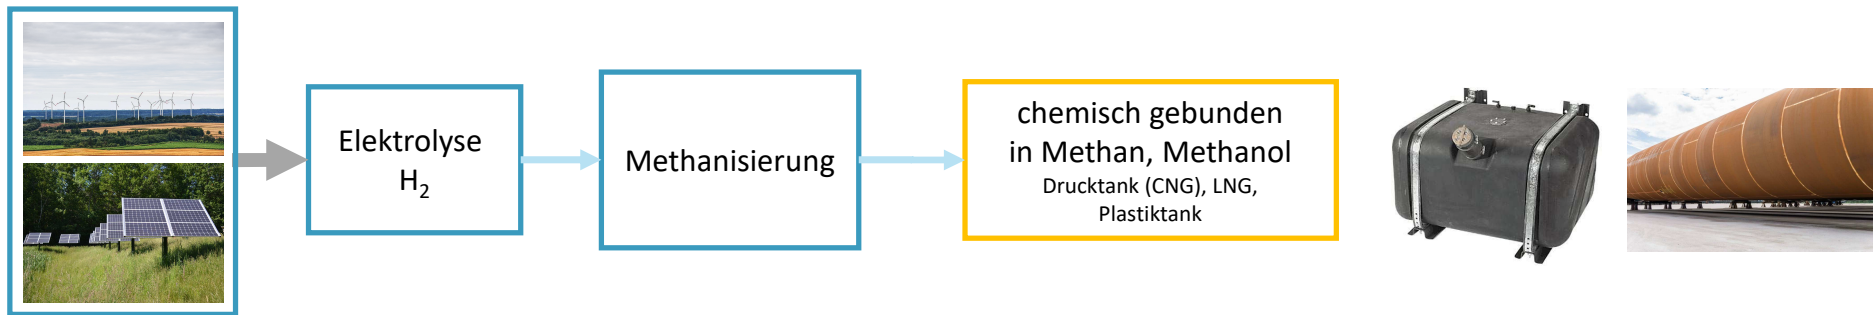 Elektrolyse
H₂
Methanisierung
chemisch gebunden
in Methan, Methanol
Drucktank (CNG), LNG,
Plastiktank